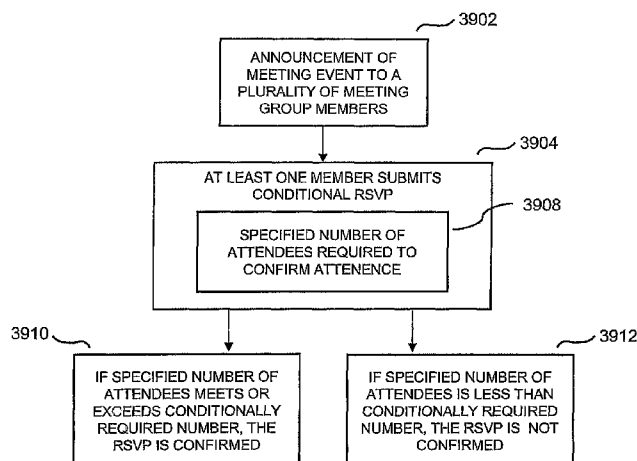 3902
ANNOUNCEMENT OF
MEETING EVENT TO A
PLURALITY OF MEETING
GROUP MEMBERS
3904
AT LEAST ONE MEMBER SUBMITS
CONDITIONAL RSVP
3908
SPECIFIED NUMBER OF
ATTENDEES REQUIRED TO
CONFIRM ATTENENCE
3910
IF SPECIFIED NUMBER OF
ATTENDEES MEETS OR
EXCEEDS CONDITIONALLY
REQUIRED NUMBER, THE
RSVP IS CONFIRMED
3912
IF SPECIFIED NUMBER OF
ATTENDEES IS LESS THAN
CONDITIONALLY REQUIRED
NUMBER, THE RSVP IS NOT
CONFIRMED